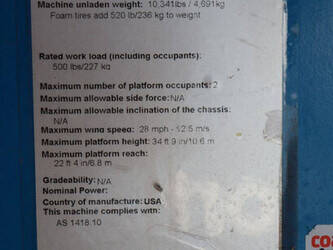 Machine unladen weight: 10,341lbs / 4,691kg
Foam tires add 520 lb/236 kg to weight
Rated work load (including occupants):
500 lbs/227 kg
Maximum number of platform occupants: 2
Maximum allowable side force: N/A
Maximum allowable inclination of the chassis:
N/A
Maximum wind speed: 28 mph - 12.5 m/s
Maximum platform height: 34 ft 9 in/10.6 m
Maximum platform reach:
22 ft 4 in/6.8 m
Gradeability: N/A
Nominal Power:
Country of manufacture: USA
This machine complies with:
AS 1418.10